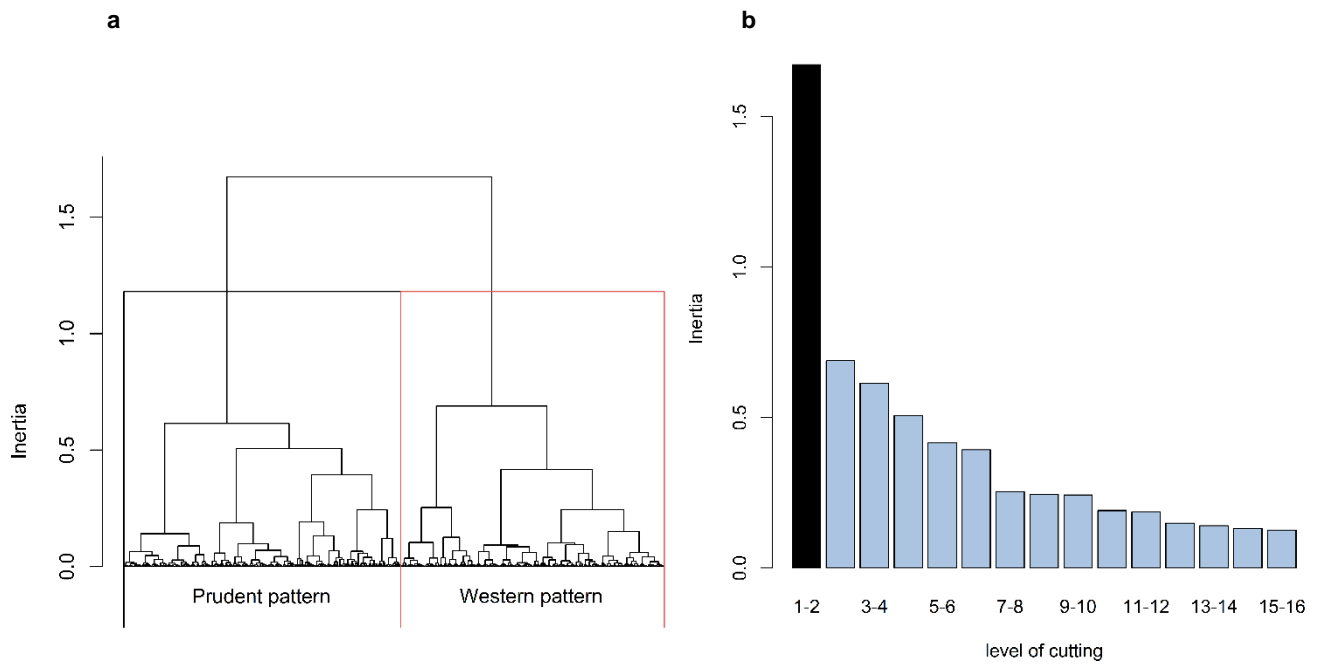 a
Inertia
0.0
0.5
1.0
1.5
Prudent pattern
Western pattern
b
Inertia
0.0
0.5
1.0
1.5
1-2
3-4
5-6
7-8
9-10
11-12
13-14
15-16
level of cutting